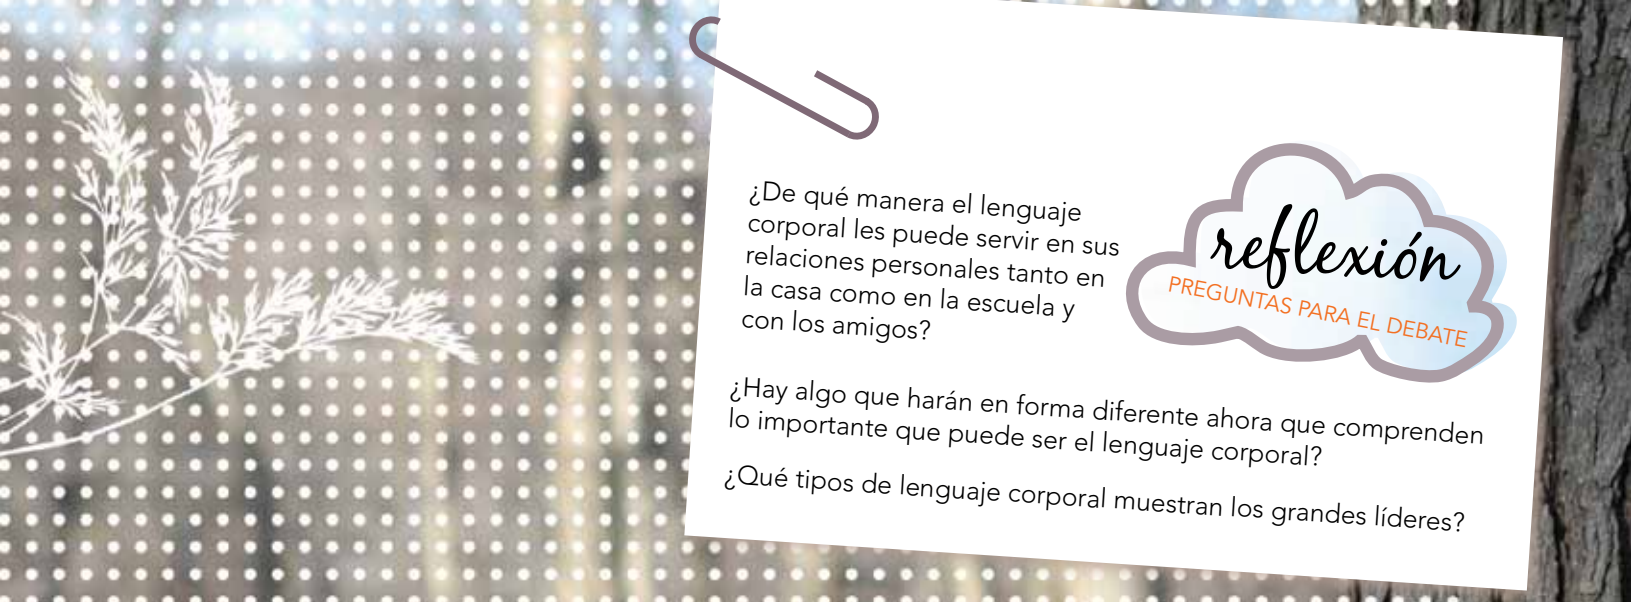 ¿De qué manera el lenguaje
corporal les puede servir en sus
relaciones personales tanto en
la casa como en la escuela y
con los amigos?
reflexión
PREGUNTAS PARA EL DEBATE
¿Hay algo que harán en forma diferente ahora que comprenden
lo importante que puede ser el lenguaje corporal?
¿Qué tipos de lenguaje corporal muestran los grandes líderes?